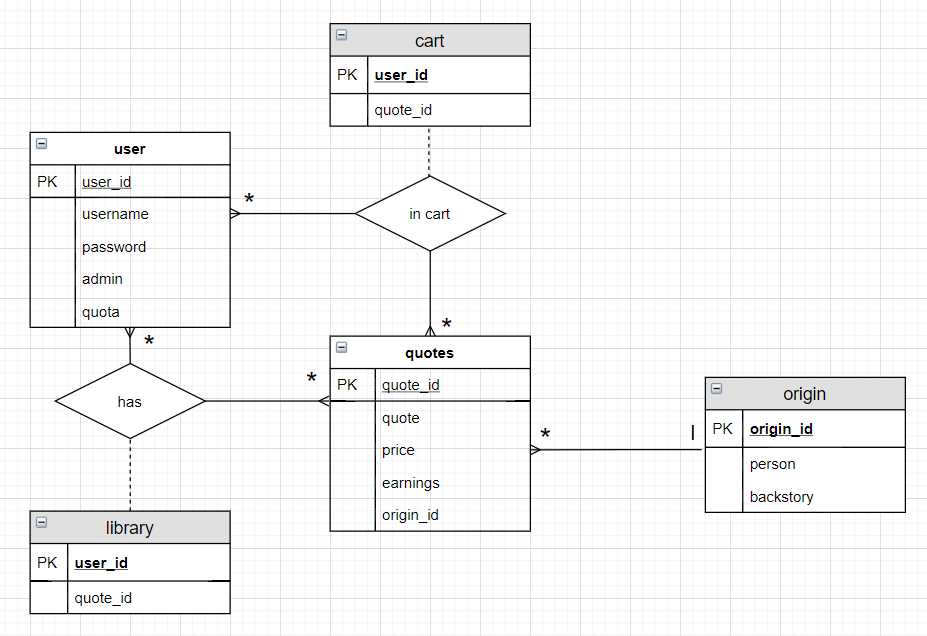 cart
PK user_id
quote_id
user
PK user_id
username
password
admin
quota
*
in cart
*
*
has
*
quotes
PK quote_id
quote
price
earnings
origin_id
*
I
origin
PK origin_id
person
backstory
library
PK user_id
quote_id